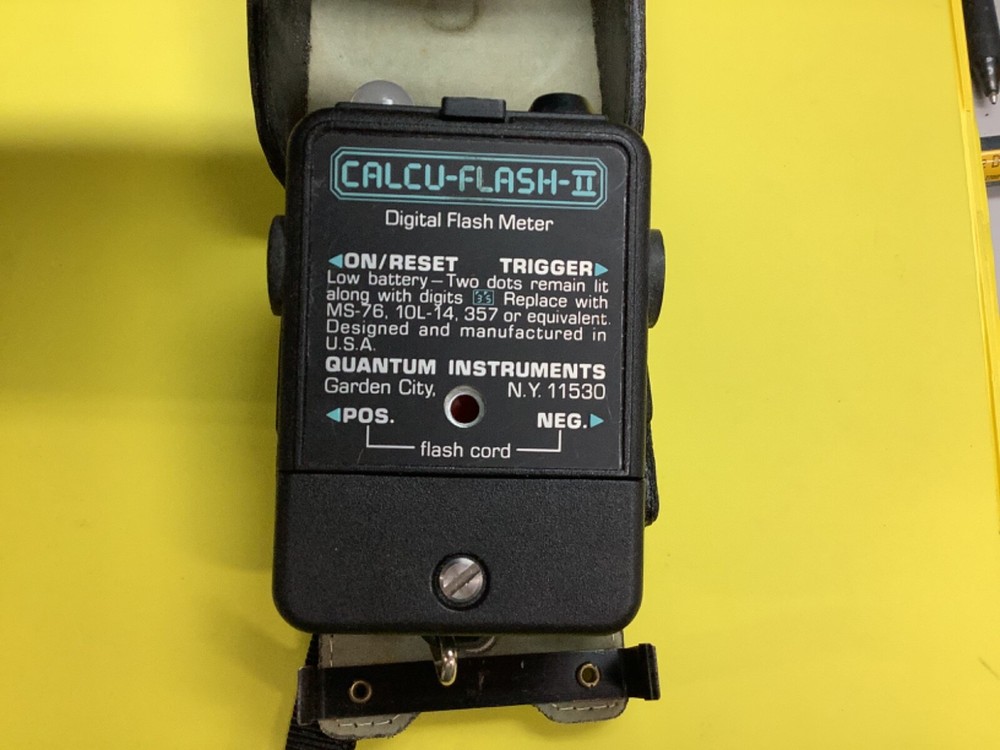 CALCU-FLASH-II
Digital Flash Meter
ON/RESET TRIGGER
Low battery—Two dots remain lit
along with digits 3.5 Replace with
MS-76, 10L-14, 357 or equivalent.
Designed and manufactured in
U.S.A.
QUANTUM INSTRUMENTS
Garden City, N.Y. 11530
POS. NEG.
flash cord